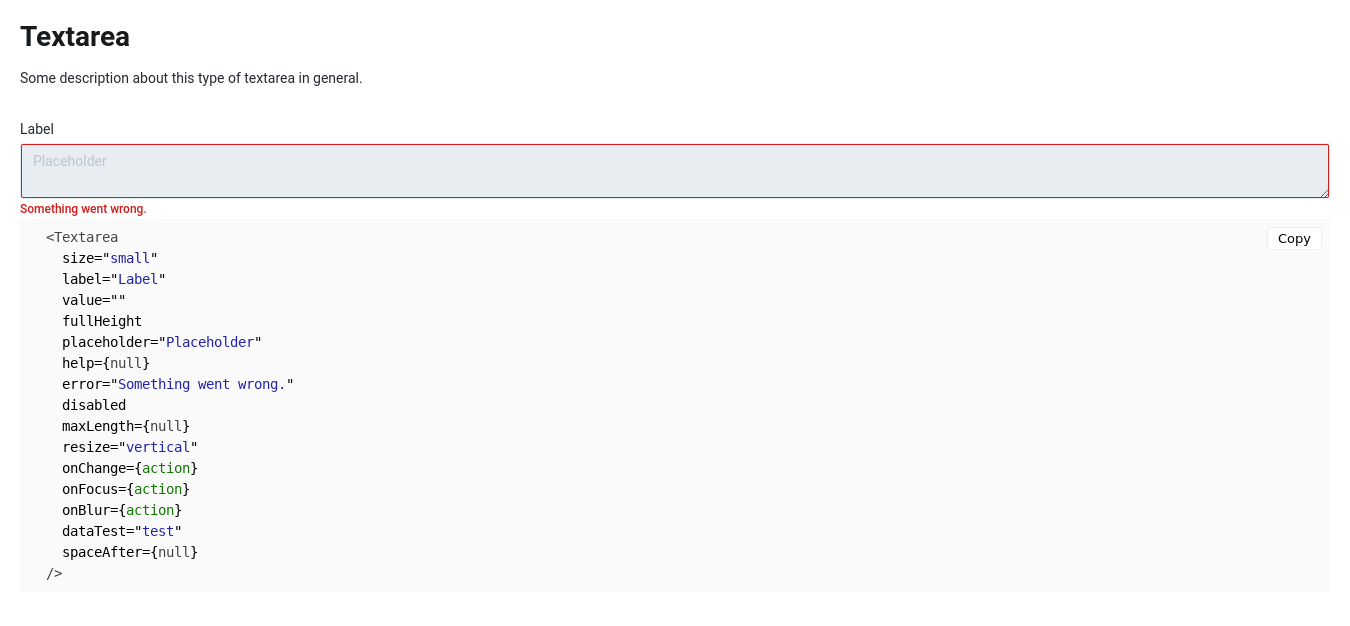 Textarea
Some description about this type of textarea in general.
Label
Placeholder
Something went wrong.
Copy
<Textarea
size="small"
label="Label"
value=""
fullHeight
placeholder="Placeholder"
help={null}
error="Something went wrong."
disabled
maxLength={null}
resize="vertical"
onChange={action}
onFocus={action}
onBlur={action}
dataTest="test"
spaceAfter={null}
/>